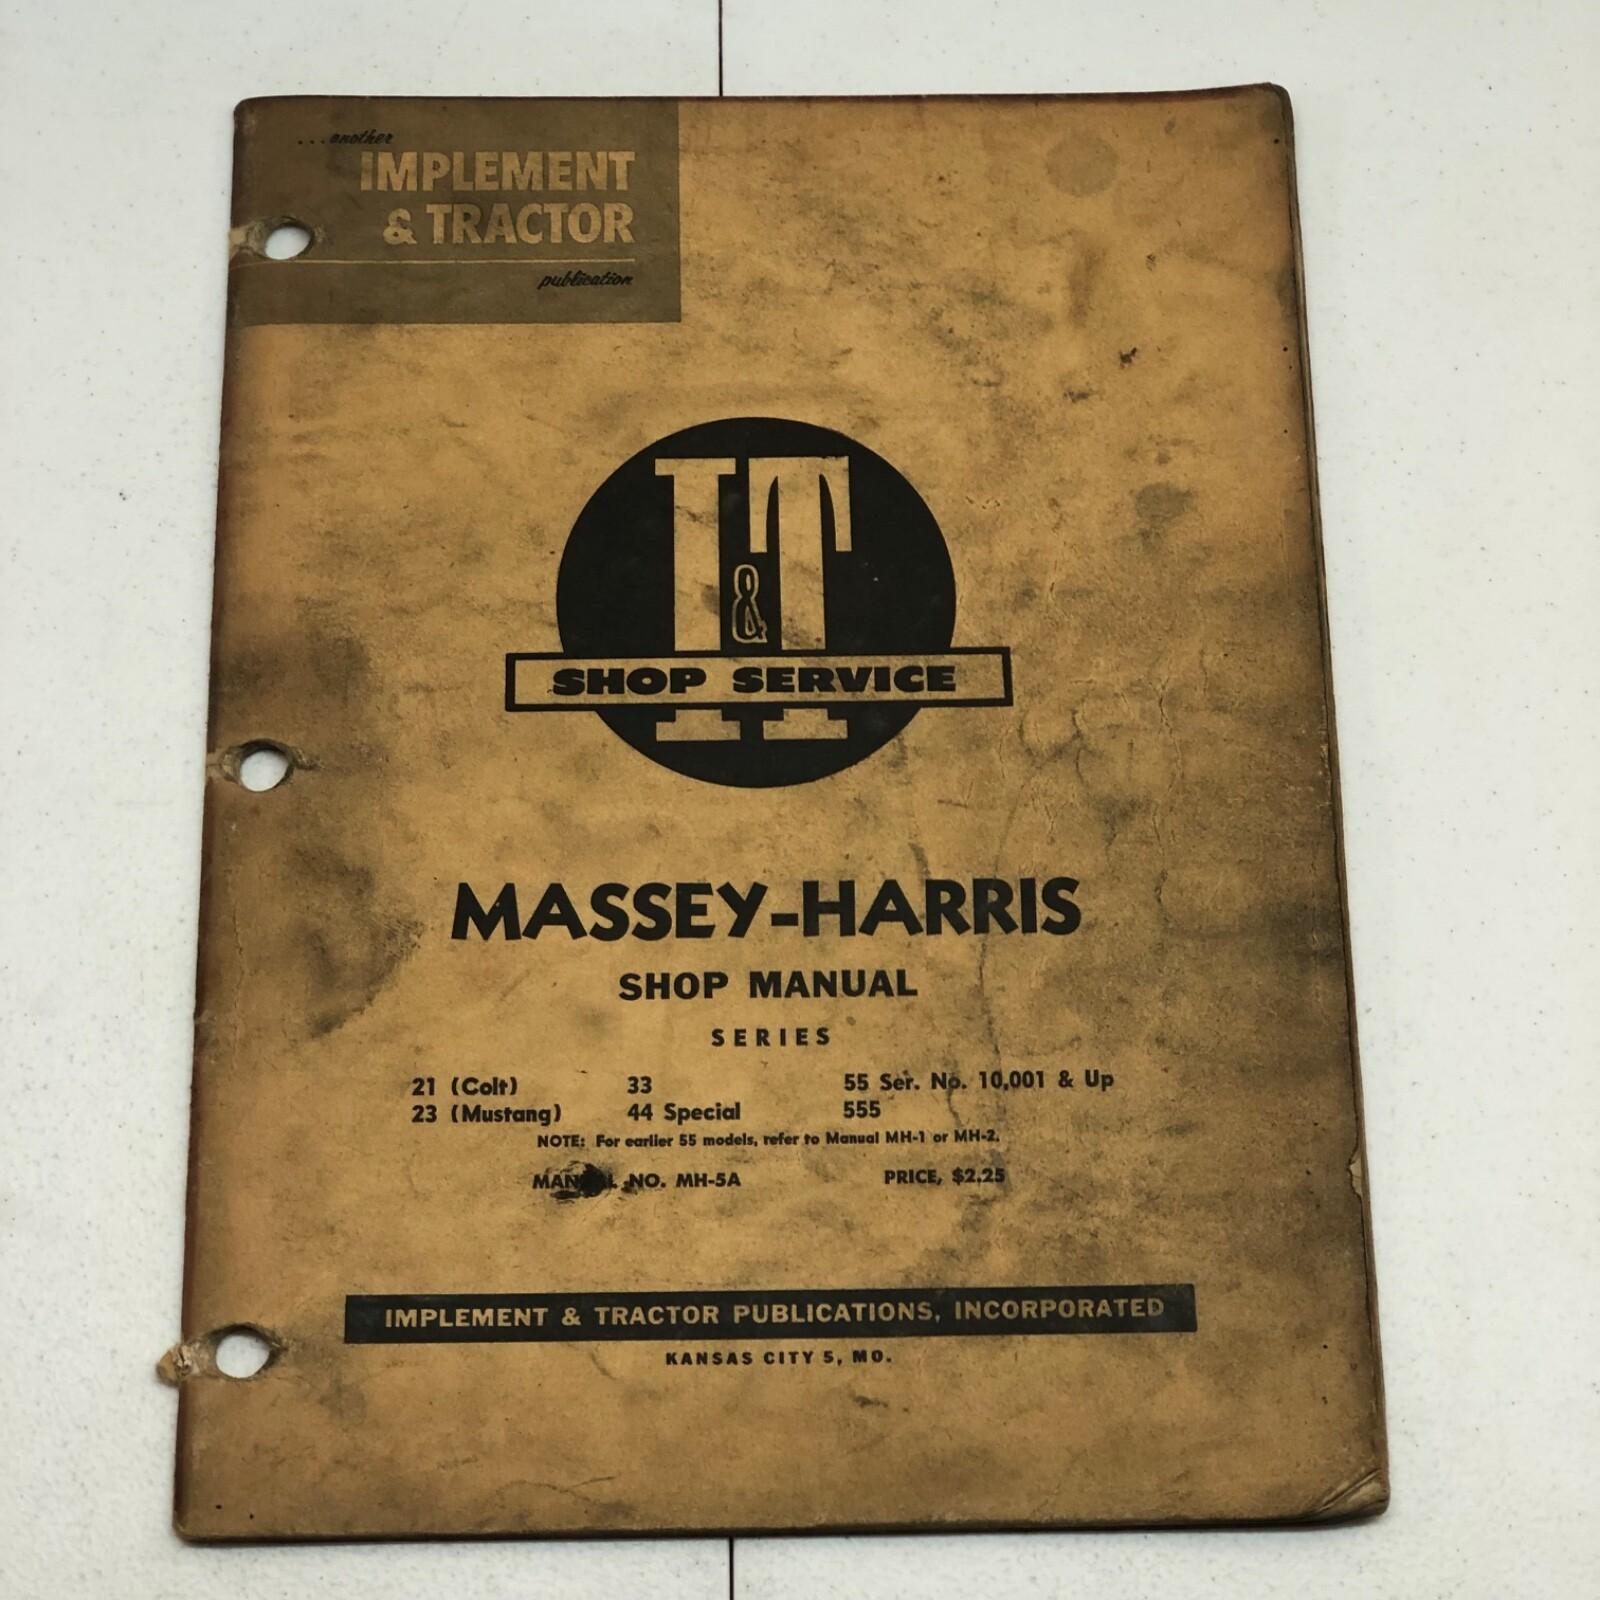 ...another
IMPLEMENT
& TRACTOR
publication
I&T
SHOP SERVICE
MASSEY-HARRIS
SHOP MANUAL
SERIES
21 (Colt) 33 55 Ser. No. 10,001 & Up
23 (Mustang) 44 Special 555
NOTE: For earlier 55 models, refer to Manual MH-1 or MH-2.
MANUAL NO. MH-5A PRICE, $2.25
IMPLEMENT & TRACTOR PUBLICATIONS, INCORPORATED
KANSAS CITY 5, MO.